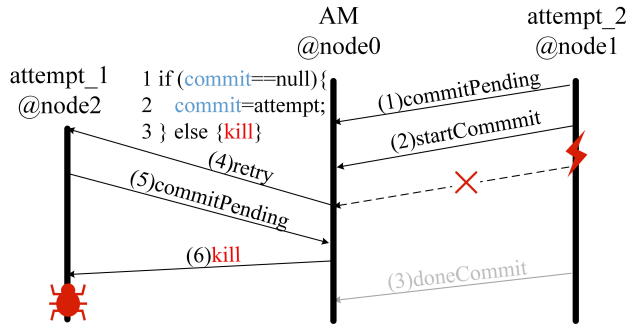 AM
@node0
attempt_2
@node1
attempt_1
@node2
1 if (commit==null){
2 commit=attempt;
3 } else {kill}
(1)commitPending
(2)startCommmit
(4)retry
(5)commitPending
(6)kill
(3)doneCommit